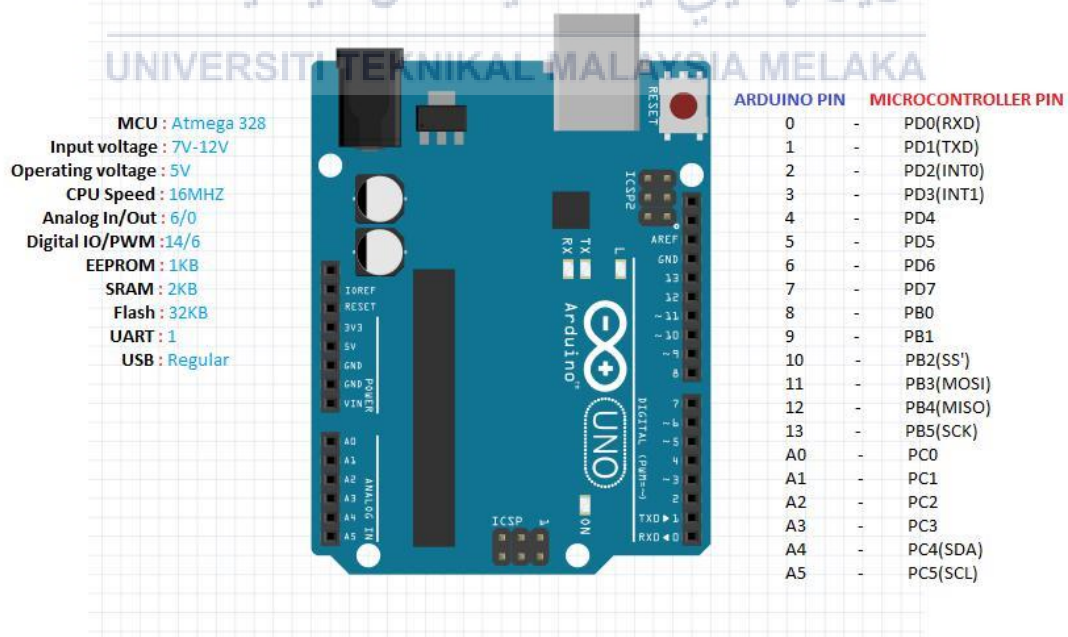 UNIVERSITI TEKNIKAL MALAYSIA MELAKA
MCU : Atmega 328
Input voltage : 7V-12V
Operating voltage : 5V
CPU Speed : 16MHZ
Analog In/Out : 6/0
Digital IO/PWM :14/6
EEPROM : 1KB
SRAM : 2KB
Flash : 32KB
UART : 1
USB : Regular
RESET
ICSP2
AREF
GND
13
12
~ 11
~ 10
~ 9
8
7
~ 6
~ 5
4
~ 3
2
TXD ▶ 1
RXD ◀ 0
DIGITAL (PWM=~)
RX
TX
L
Arduino™
UNO
ON
ICSP
1
IOREF
RESET
3V3
5V
GND
GND
VIN
POWER
A0
A1
A2
A3
A4
A5
ANALOG IN
ARDUINO PIN MICROCONTROLLER PIN
0 - PD0(RXD)
1 - PD1(TXD)
2 - PD2(INT0)
3 - PD3(INT1)
4 - PD4
5 - PD5
6 - PD6
7 - PD7
8 - PB0
9 - PB1
10 - PB2(SS')
11 - PB3(MOSI)
12 - PB4(MISO)
13 - PB5(SCK)
A0 - PC0
A1 - PC1
A2 - PC2
A3 - PC3
A4 - PC4(SDA)
A5 - PC5(SCL)